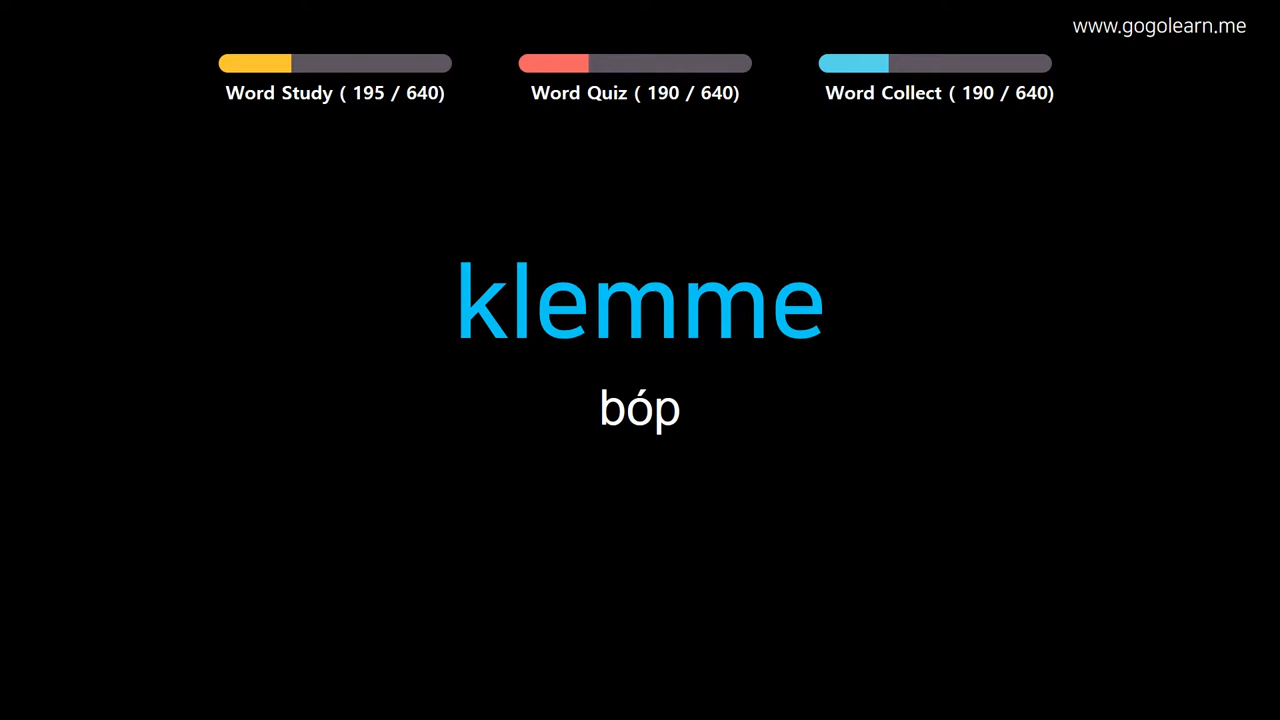 www.gogolearn.me
Word Study ( 195 / 640)
Word Quiz ( 190 / 640)
Word Collect ( 190 / 640)
klemme
bóp